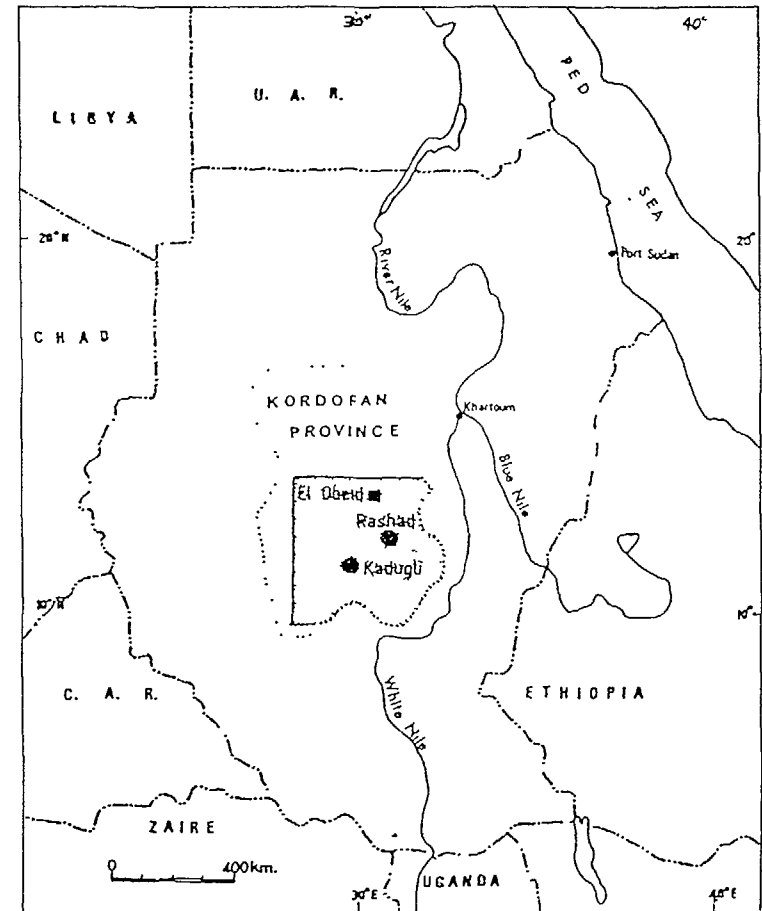 30°
40°
RED
SEA
U. A. R.
LIBYA
20°N
20°
Port Sudan
River Nile
CHAD
KORDOFAN
PROVINCE
Khartoum
Blue Nile
El Obeid
Rashad
Kadugli
10°N
10°
C. A. R.
ETHIOPIA
White Nile
ZAIRE
0 400km.
30°E
UGANDA
40°E